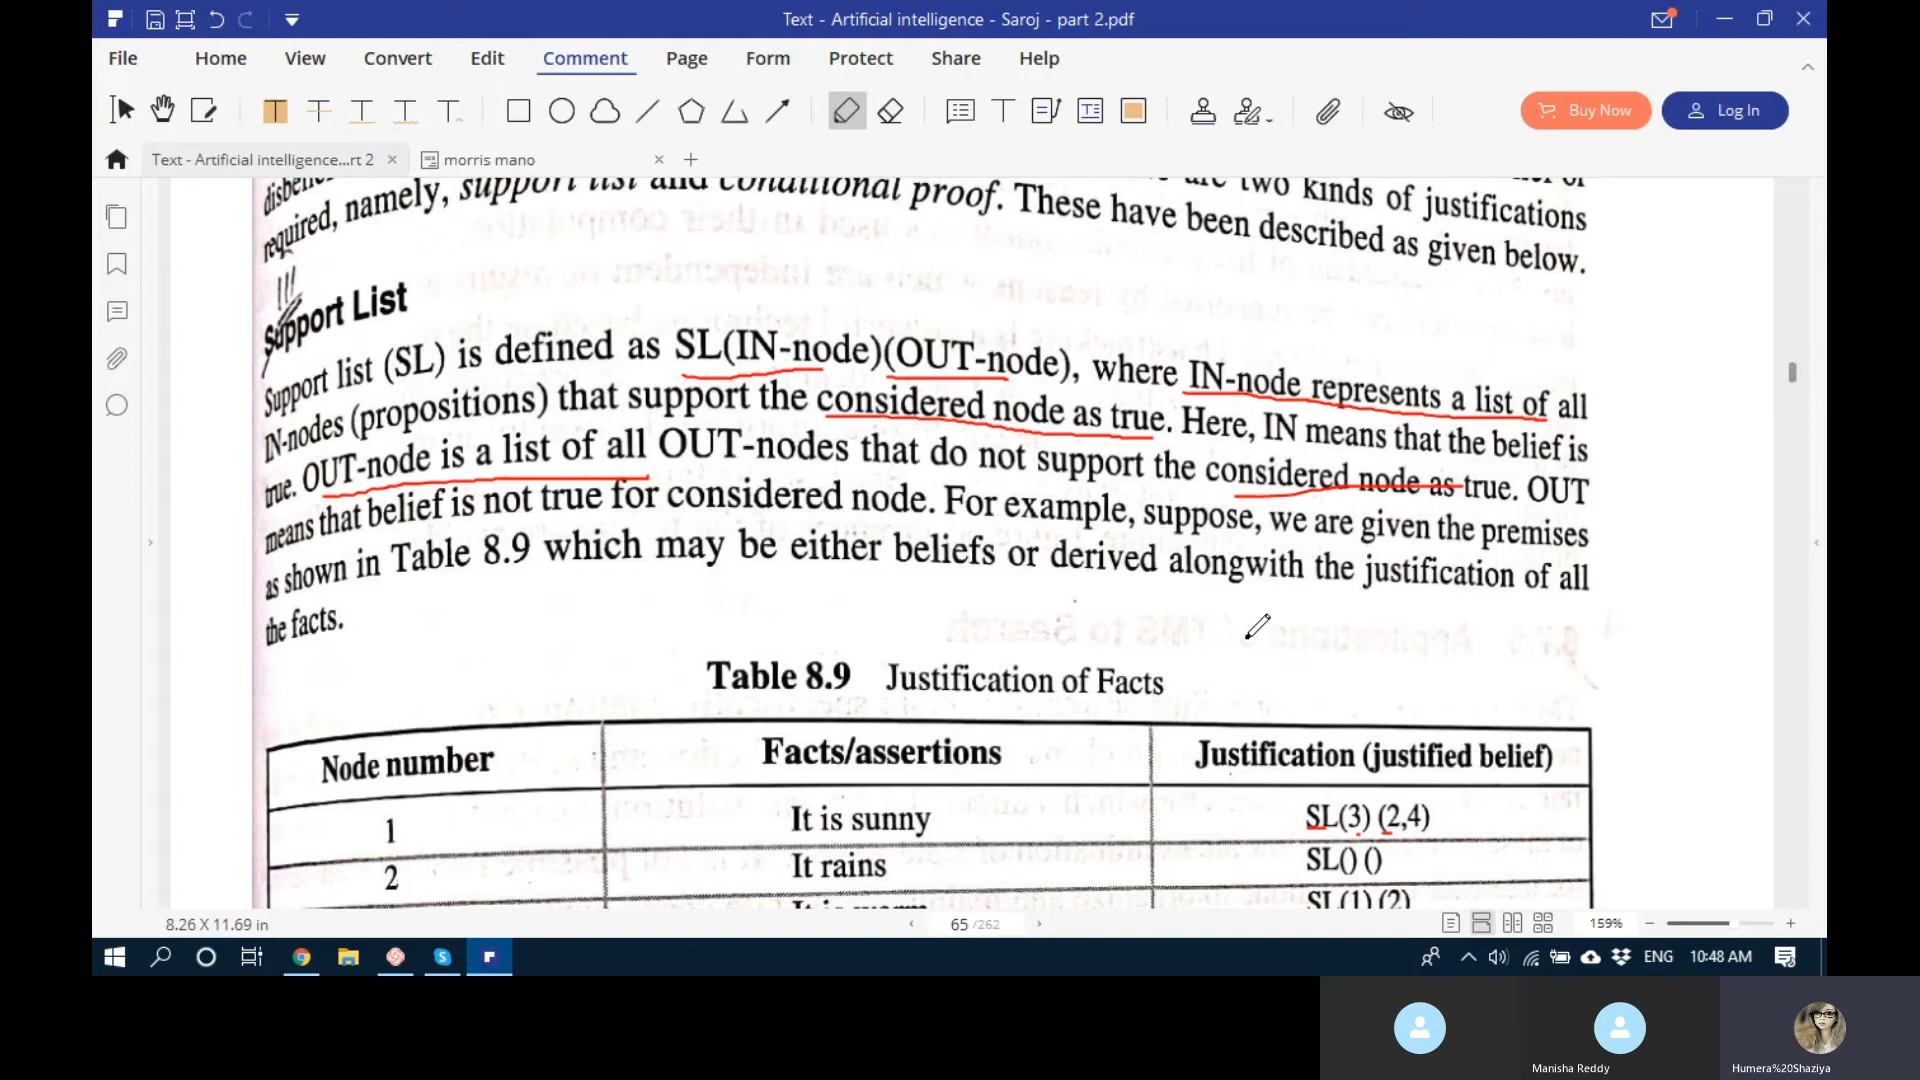 Text - Artificial intelligence - Saroj - part 2.pdf
File Home View Convert Edit Comment Page Form Protect Share Help
Buy Now Log In
Text - Artificial intelligence...rt 2 morris mano
are two kinds of justifications
required, namely, support list and conditional proof. These have been described as given below.
Support List
Support list (SL) is defined as SL(IN-node)(OUT-node), where IN-node represents a list of all
IN-nodes (propositions) that support the considered node as true. Here, IN means that the belief is
true. OUT-node is a list of all OUT-nodes that do not support the considered node as true. OUT
means that belief is not true for considered node. For example, suppose, we are given the premises
as shown in Table 8.9 which may be either beliefs or derived alongwith the justification of all
the facts.
Table 8.9 Justification of Facts
Node number Facts/assertions Justification (justified belief)
1 It is sunny SL(3) (2,4)
2 It rains SL() ()
SL(1) (2)
8.26 X 11.69 in 65 /262 159%
ENG 10:48 AM
Manisha Reddy Humera%20Shaziya